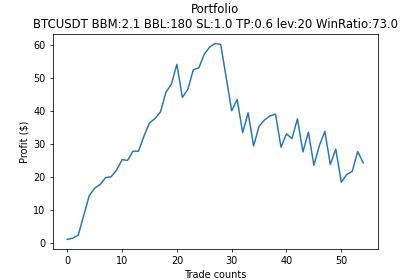 Portfolio
BTCUSDT BBM:2.1 BBL:180 SL:1.0 TP:0.6 lev:20 WinRatio:73.0
60
50
40
30
20
10
0
Profit ($)
0 10 20 30 40 50
Trade counts